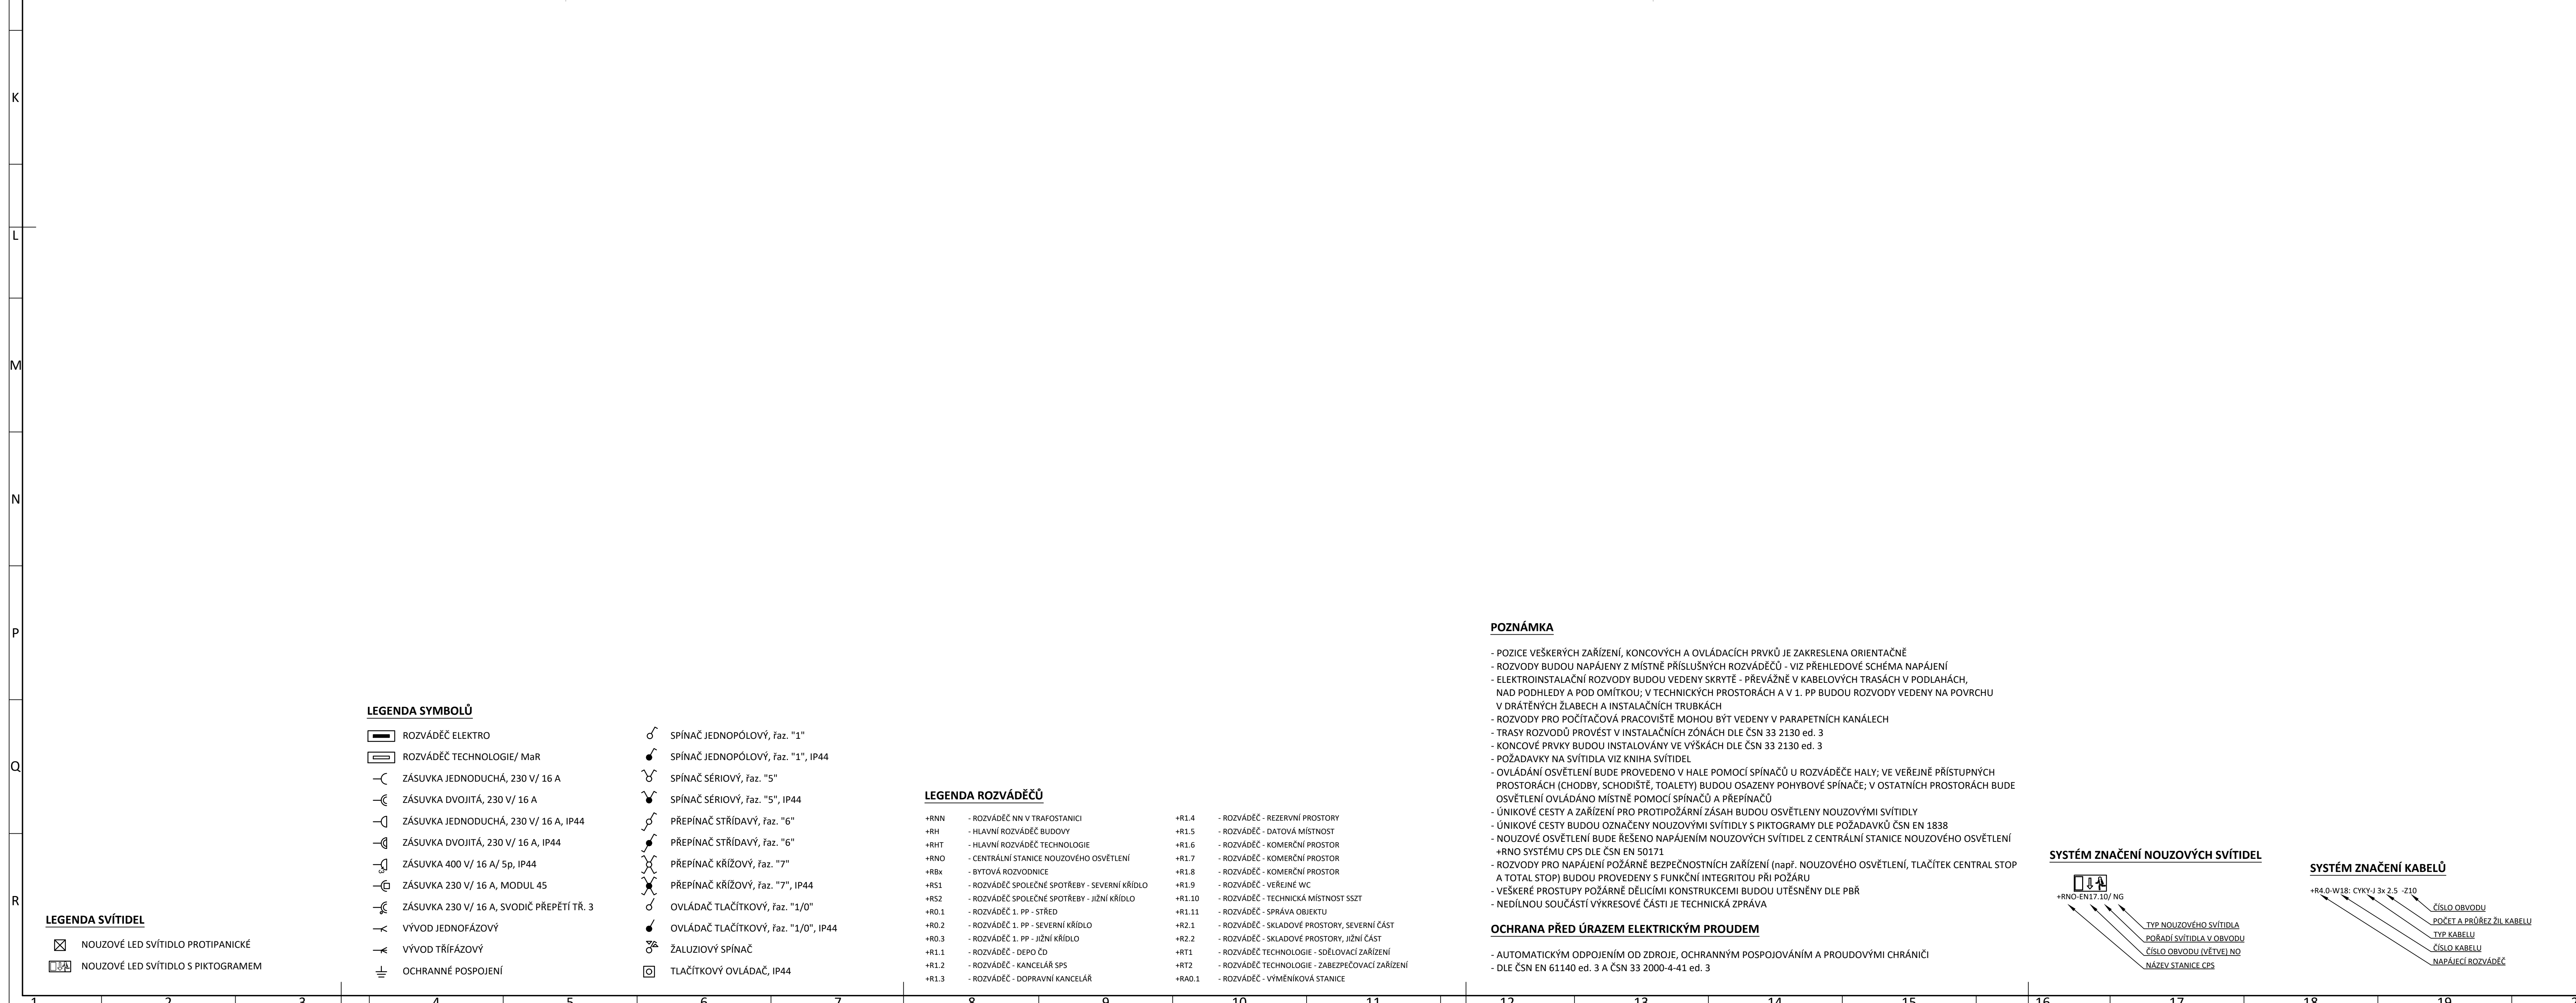 K
L
M
N
P
Q
R
LEGENDA SVÍTIDEL
NOUZOVÉ LED SVÍTIDLO PROTIPANICKÉ
NOUZOVÉ LED SVÍTIDLO S PIKTOGRAMEM
LEGENDA SYMBOLŮ
ROZVÁDĚČ ELEKTRO
ROZVÁDĚČ TECHNOLOGIE/ MaR
ZÁSUVKA JEDNODUCHÁ, 230 V/ 16 A
ZÁSUVKA DVOJITÁ, 230 V/ 16 A
ZÁSUVKA JEDNODUCHÁ, 230 V/ 16 A, IP44
ZÁSUVKA DVOJITÁ, 230 V/ 16 A, IP44
ZÁSUVKA 400 V/ 16 A/ 5p, IP44
ZÁSUVKA 230 V/ 16 A, MODUL 45
ZÁSUVKA 230 V/ 16 A, SVODIČ PŘEPĚTÍ TŘ. 3
VÝVOD JEDNOFÁZOVÝ
VÝVOD TŘÍFÁZOVÝ
OCHRANNÉ POSPOJENÍ
SPÍNAČ JEDNOPÓLOVÝ, řaz. "1"
SPÍNAČ JEDNOPÓLOVÝ, řaz. "1", IP44
SPÍNAČ SÉRIOVÝ, řaz. "5"
SPÍNAČ SÉRIOVÝ, řaz. "5", IP44
PŘEPÍNAČ STŘÍDAVÝ, řaz. "6"
PŘEPÍNAČ STŘÍDAVÝ, řaz. "6"
PŘEPÍNAČ KŘÍŽOVÝ, řaz. "7"
PŘEPÍNAČ KŘÍŽOVÝ, řaz. "7", IP44
OVLÁDAČ TLAČÍTKOVÝ, řaz. "1/0"
OVLÁDAČ TLAČÍTKOVÝ, řaz. "1/0", IP44
ŽALUZIOVÝ SPÍNAČ
TLAČÍTKOVÝ OVLÁDAČ, IP44
LEGENDA ROZVÁDĚČŮ
+RNN - ROZVÁDĚČ NN V TRAFOSTANICI
+RH - HLAVNÍ ROZVÁDĚČ BUDOVY
+RHT - HLAVNÍ ROZVÁDĚČ TECHNOLOGIE
+RNO - CENTRÁLNÍ STANICE NOUZOVÉHO OSVĚTLENÍ
+RBx - BYTOVÁ ROZVODNICE
+RS1 - ROZVÁDĚČ SPOLEČNÉ SPOTŘEBY - SEVERNÍ KŘÍDLO
+RS2 - ROZVÁDĚČ SPOLEČNÉ SPOTŘEBY - JIŽNÍ KŘÍDLO
+R0.1 - ROZVÁDĚČ 1. PP - STŘED
+R0.2 - ROZVÁDĚČ 1. PP - SEVERNÍ KŘÍDLO
+R0.3 - ROZVÁDĚČ 1. PP - JIŽNÍ KŘÍDLO
+R1.1 - ROZVÁDĚČ - DEPO ČD
+R1.2 - ROZVÁDĚČ - KANCELÁŘ SPS
+R1.3 - ROZVÁDĚČ - DOPRAVNÍ KANCELÁŘ
+R1.4 - ROZVÁDĚČ - REZERVNÍ PROSTORY
+R1.5 - ROZVÁDĚČ - DATOVÁ MÍSTNOST
+R1.6 - ROZVÁDĚČ - KOMERČNÍ PROSTOR
+R1.7 - ROZVÁDĚČ - KOMERČNÍ PROSTOR
+R1.8 - ROZVÁDĚČ - KOMERČNÍ PROSTOR
+R1.9 - ROZVÁDĚČ - VEŘEJNÉ WC
+R1.10 - ROZVÁDĚČ - TECHNICKÁ MÍSTNOST SSZT
+R1.11 - ROZVÁDĚČ - SPRÁVA OBJEKTU
+R2.1 - ROZVÁDĚČ - SKLADOVÉ PROSTORY, SEVERNÍ ČÁST
+R2.2 - ROZVÁDĚČ - SKLADOVÉ PROSTORY, JIŽNÍ ČÁST
+RT1 - ROZVÁDĚČ TECHNOLOGIE - SDĚLOVACÍ ZAŘÍZENÍ
+RT2 - ROZVÁDĚČ TECHNOLOGIE - ZABEZPEČOVACÍ ZAŘÍZENÍ
+RA0.1 - ROZVÁDĚČ - VÝMĚNÍKOVÁ STANICE
POZNÁMKA
- POZICE VEŠKERÝCH ZAŘÍZENÍ, KONCOVÝCH A OVLÁDACÍCH PRVKŮ JE ZAKRESLENA ORIENTAČNĚ
- ROZVODY BUDOU NAPÁJENY Z MÍSTNĚ PŘÍSLUŠNÝCH ROZVÁDĚČŮ - VIZ PŘEHLEDOVÉ SCHÉMA NAPÁJENÍ
- ELEKTROINSTALAČNÍ ROZVODY BUDOU VEDENY SKRYTĚ - PŘEVÁŽNĚ V KABELOVÝCH TRASÁCH V PODLAHÁCH,
NAD PODHLEDY A POD OMÍTKOU; V TECHNICKÝCH PROSTORÁCH A V 1. PP BUDOU ROZVODY VEDENY NA POVRCHU
V DRÁTĚNÝCH ŽLABECH A INSTALAČNÍCH TRUBKÁCH
- ROZVODY PRO POČÍTAČOVÁ PRACOVIŠTĚ MOHOU BÝT VEDENY V PARAPETNÍCH KANÁLECH
- TRASY ROZVODŮ PROVÉST V INSTALAČNÍCH ZÓNÁCH DLE ČSN 33 2130 ed. 3
- KONCOVÉ PRVKY BUDOU INSTALOVÁNY VE VÝŠKÁCH DLE ČSN 33 2130 ed. 3
- POŽADAVKY NA SVÍTIDLA VIZ KNIHA SVÍTIDEL
- OVLÁDÁNÍ OSVĚTLENÍ BUDE PROVEDENO V HALE POMOCÍ SPÍNAČŮ U ROZVÁDĚČE HALY; VE VEŘEJNĚ PŘÍSTUPNÝCH
PROSTORÁCH (CHODBY, SCHODIŠTĚ, TOALETY) BUDOU OSAZENY POHYBOVÉ SPÍNAČE; V OSTATNÍCH PROSTORÁCH BUDE
OSVĚTLENÍ OVLÁDÁNO MÍSTNĚ POMOCÍ SPÍNAČŮ A PŘEPÍNAČŮ
- ÚNIKOVÉ CESTY A ZAŘÍZENÍ PRO PROTIPOŽÁRNÍ ZÁSAH BUDOU OSVĚTLENY NOUZOVÝMI SVÍTIDLY
- ÚNIKOVÉ CESTY BUDOU OZNAČENY NOUZOVÝMI SVÍTIDLY S PIKTOGRAMY DLE POŽADAVKŮ ČSN EN 1838
- NOUZOVÉ OSVĚTLENÍ BUDE ŘEŠENO NAPÁJENÍM NOUZOVÝCH SVÍTIDEL Z CENTRÁLNÍ STANICE NOUZOVÉHO OSVĚTLENÍ
+RNO SYSTÉMU CPS DLE ČSN EN 50171
- ROZVODY PRO NAPÁJENÍ POŽÁRNĚ BEZPEČNOSTNÍCH ZAŘÍZENÍ (např. NOUZOVÉHO OSVĚTLENÍ, TLAČÍTEK CENTRAL STOP
A TOTAL STOP) BUDOU PROVEDENY S FUNKČNÍ INTEGRITOU PŘI POŽÁRU
- VEŠKERÉ PROSTUPY POŽÁRNĚ DĚLICÍMI KONSTRUKCEMI BUDOU UTĚSNĚNY DLE PBŘ
- NEDÍLNOU SOUČÁSTÍ VÝKRESOVÉ ČÁSTI JE TECHNICKÁ ZPRÁVA
OCHRANA PŘED ÚRAZEM ELEKTRICKÝM PROUDEM
- AUTOMATICKÝM ODPOJENÍM OD ZDROJE, OCHRANNÝM POSPOJOVÁNÍM A PROUDOVÝMI CHRÁNIČI
- DLE ČSN EN 61140 ed. 3 A ČSN 33 2000-4-41 ed. 3
SYSTÉM ZNAČENÍ NOUZOVÝCH SVÍTIDEL
+RNO-EN17.10/ NG
TYP NOUZOVÉHO SVÍTIDLA
POŘADÍ SVÍTIDLA V OBVODU
ČÍSLO OBVODU (VĚTVE) NO
NÁZEV STANICE CPS
SYSTÉM ZNAČENÍ KABELŮ
+R4.0-W18: CYKY-J 3x 2.5 -Z10
ČÍSLO OBVODU
POČET A PRŮŘEZ ŽIL KABELU
TYP KABELU
ČÍSLO KABELU
NAPÁJECÍ ROZVÁDĚČ
1 2 3 4 5 6 7 8 9 10 11 12 13 14 15 16 17 18 19